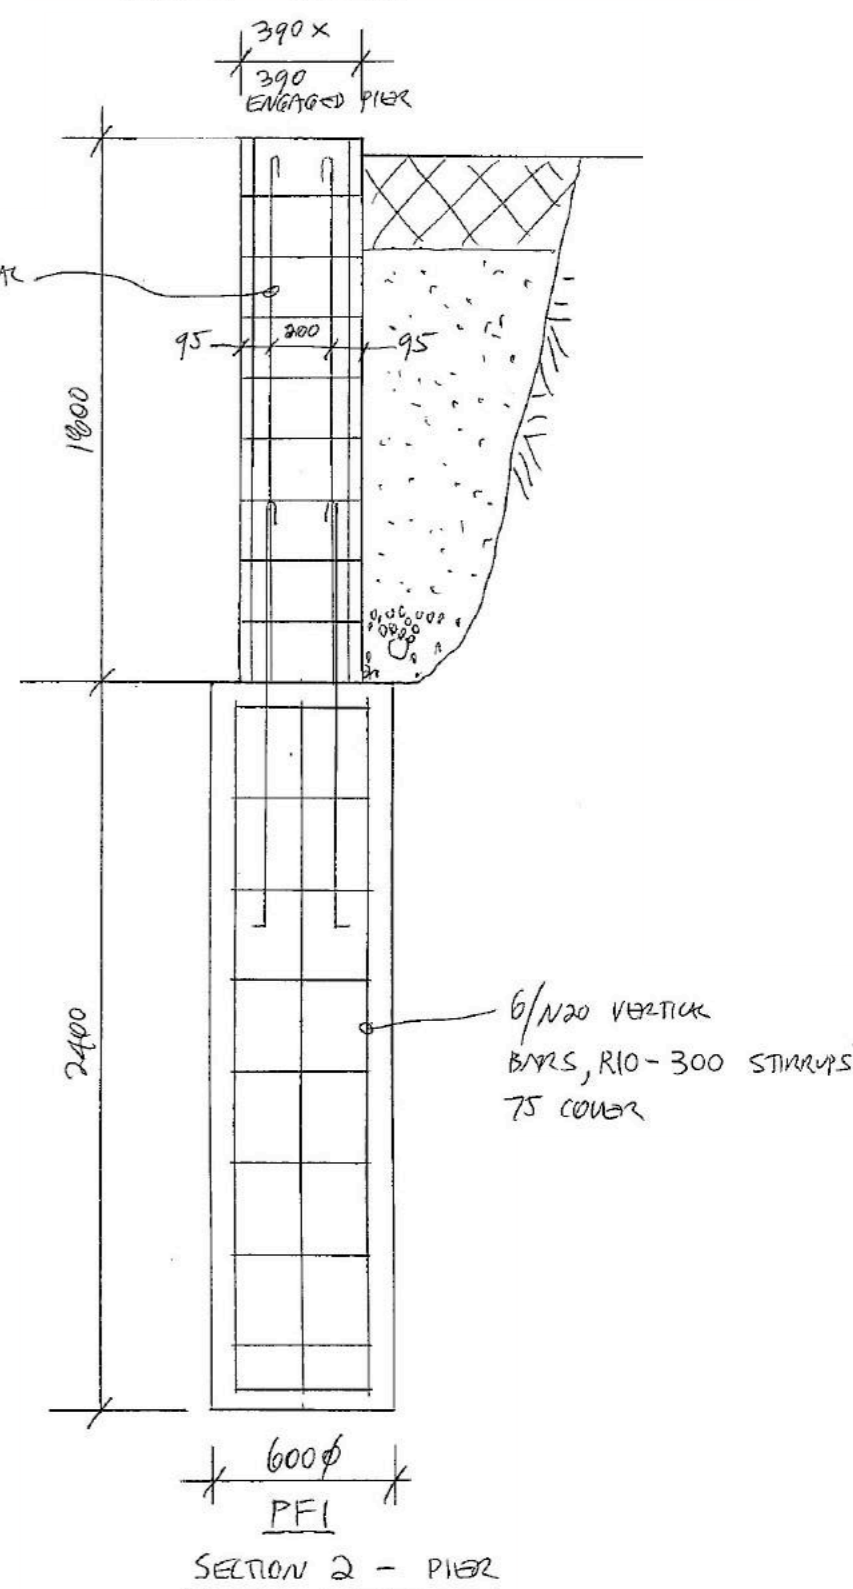 390 x
390
ENGAGED PIER
95 200 95
1800
2400
6/N20 VERTICAL
BARS, R10-300 STIRRUPS
75 COVER
600φ
PF1
SECTION 2 - PIER